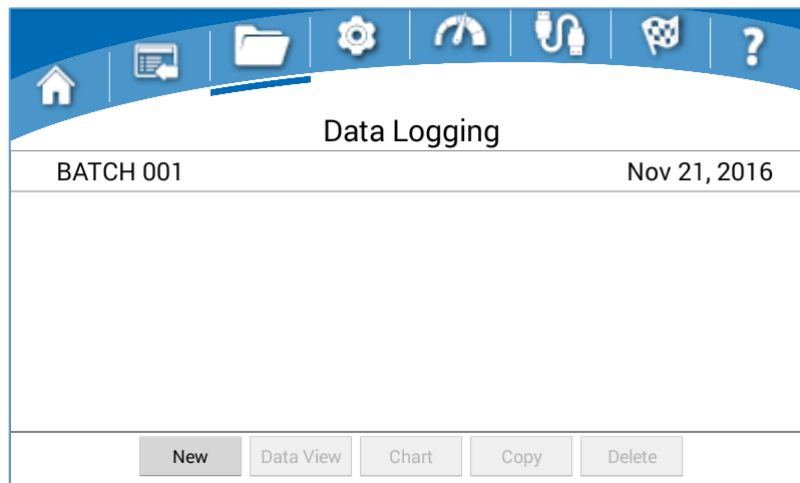 ?
Data Logging
BATCH 001 Nov 21, 2016
New Data View Chart Copy Delete